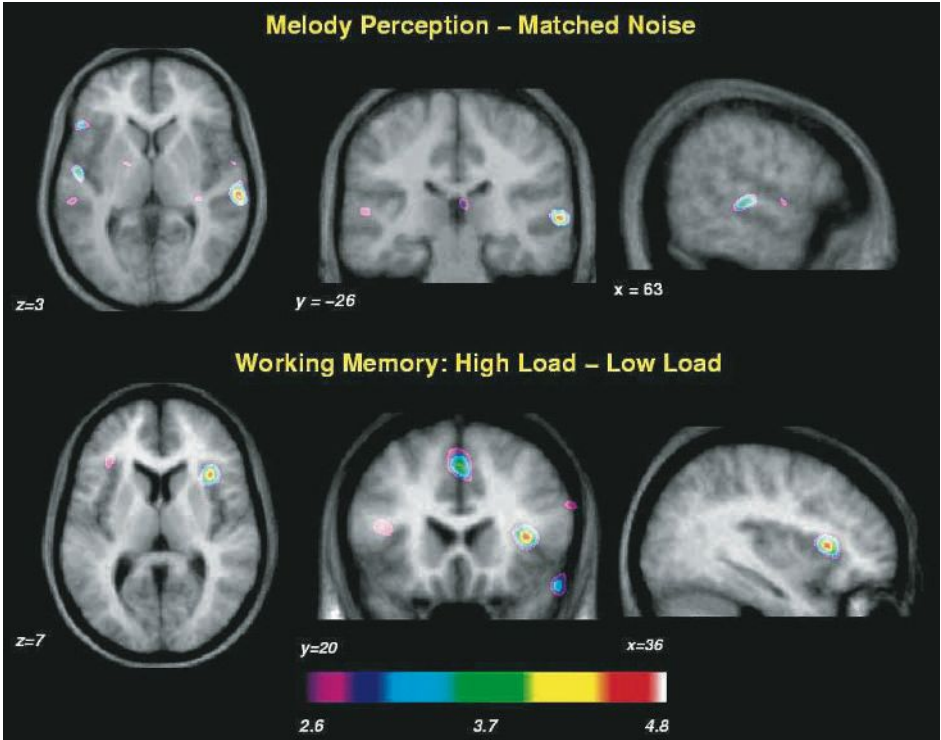 Melody Perception – Matched Noise
z=3
y = –26
x = 63
Working Memory: High Load – Low Load
z=7
y=20
x=36
2.6 3.7 4.8